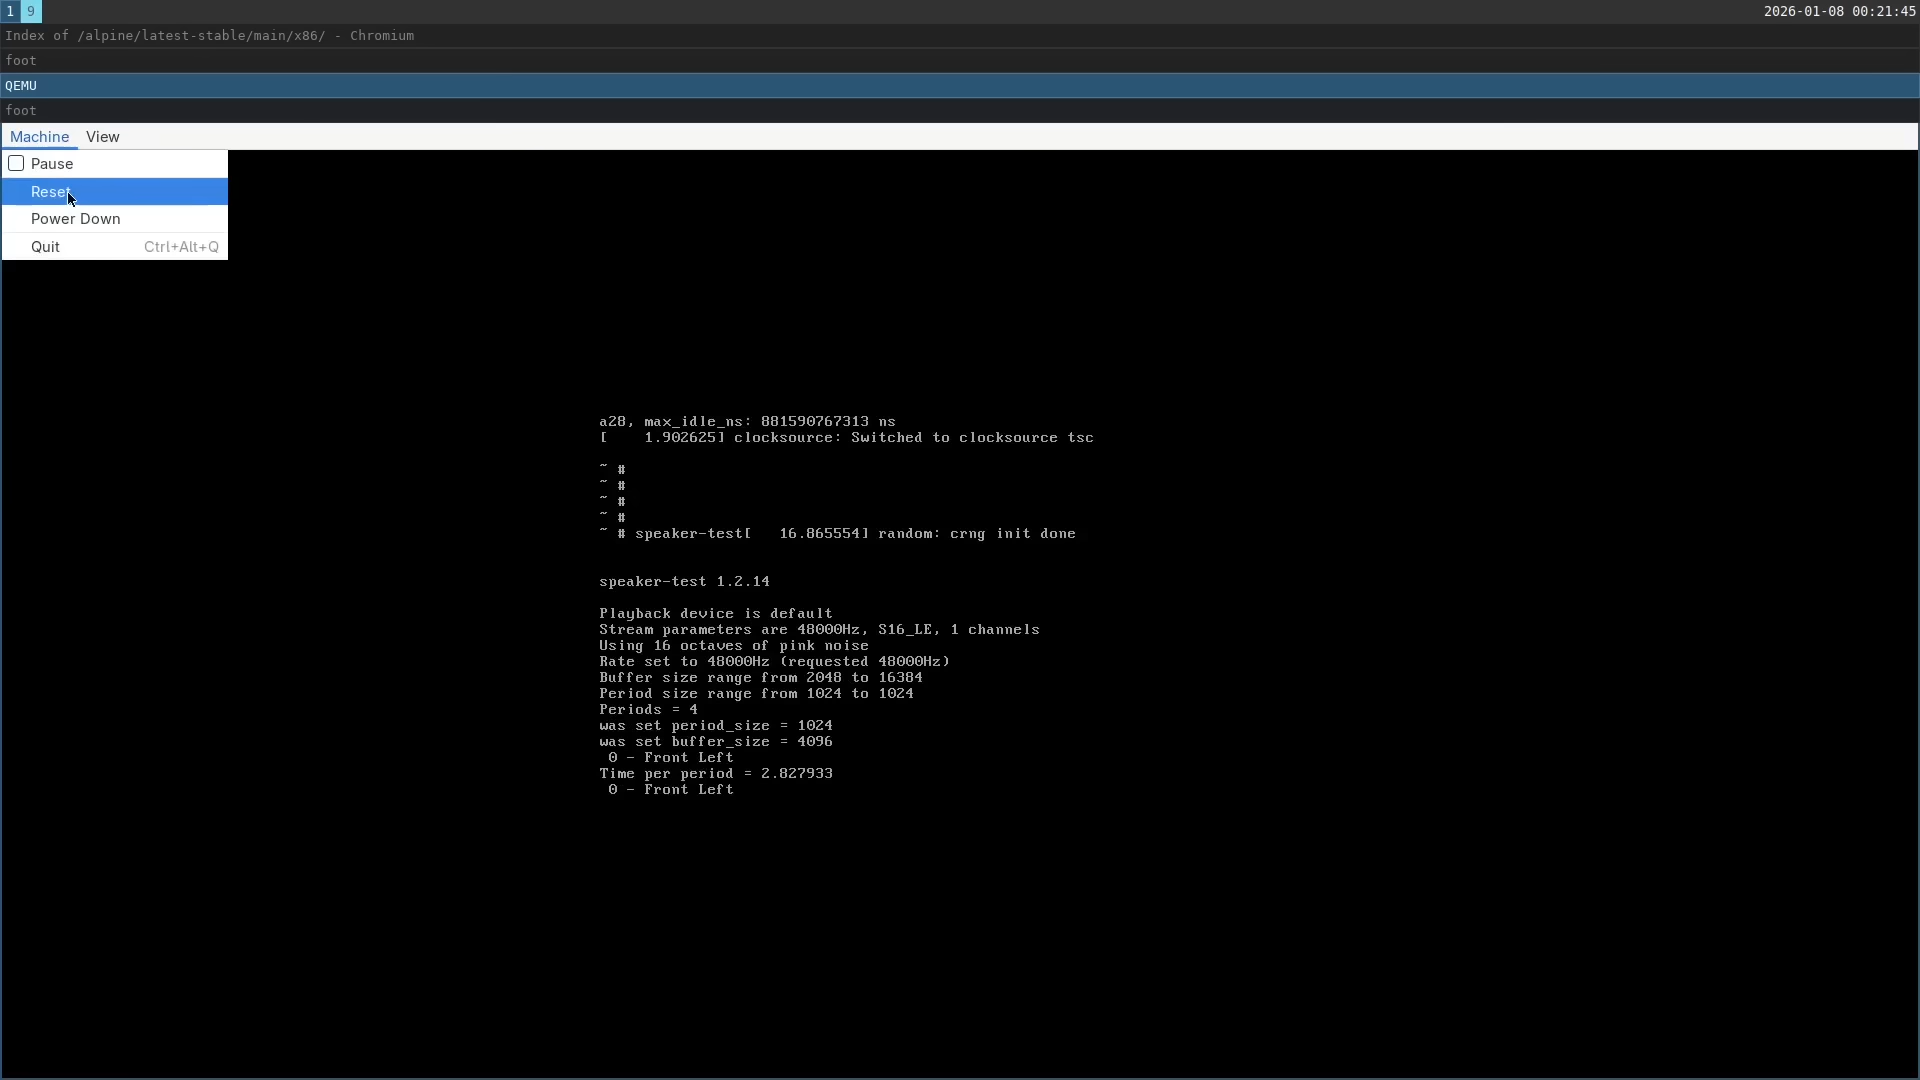 1 9 2026-01-08 00:21:45
Index of /alpine/latest-stable/main/x86/ - Chromium
foot
QEMU
foot
Machine View
Pause
Reset
Power Down
Quit Ctrl+Alt+Q
a28, max_idle_ns: 881590767313 ns
[    1.902625] clocksource: Switched to clocksource tsc
~ #
~ #
~ #
~ #
~ # speaker-test[   16.865554] random: crng init done
speaker-test 1.2.14
Playback device is default
Stream parameters are 48000Hz, S16_LE, 1 channels
Using 16 octaves of pink noise
Rate set to 48000Hz (requested 48000Hz)
Buffer size range from 2048 to 16384
Period size range from 1024 to 1024
Periods = 4
was set period_size = 1024
was set buffer_size = 4096
 0 - Front Left
Time per period = 2.827933
 0 - Front Left